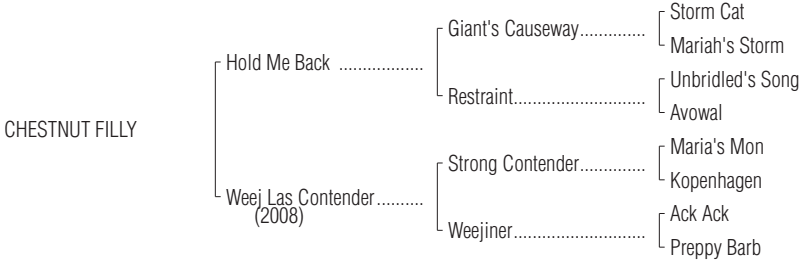 Storm Cat
Giant's Causeway..............
Mariah's Storm
Hold Me Back ..................
Unbridled's Song
Restraint............................
Avowal
CHESTNUT FILLY
Maria's Mon
Strong Contender..............
Kopenhagen
Weej Las Contender..........
(2008)
Ack Ack
Weejiner............................
Preppy Barb